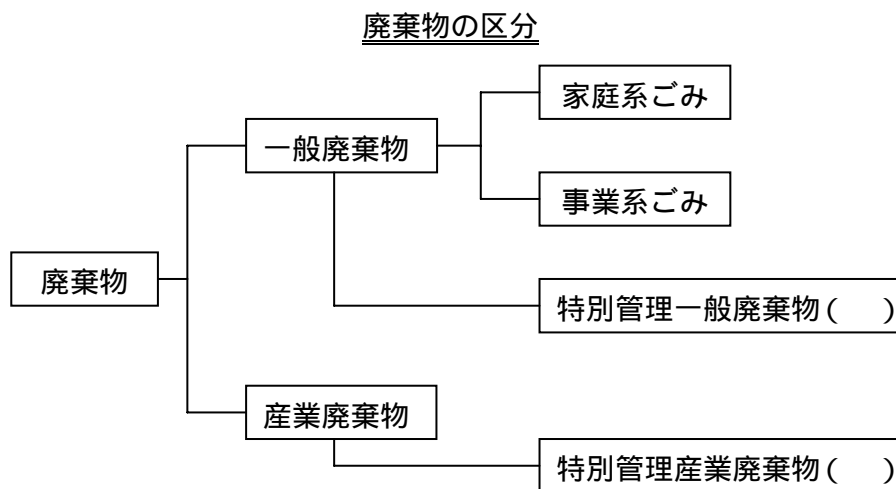 廃棄物の区分
家庭系ごみ
一般廃棄物
事業系ごみ
廃棄物
特別管理一般廃棄物(　)
産業廃棄物
特別管理産業廃棄物(　)